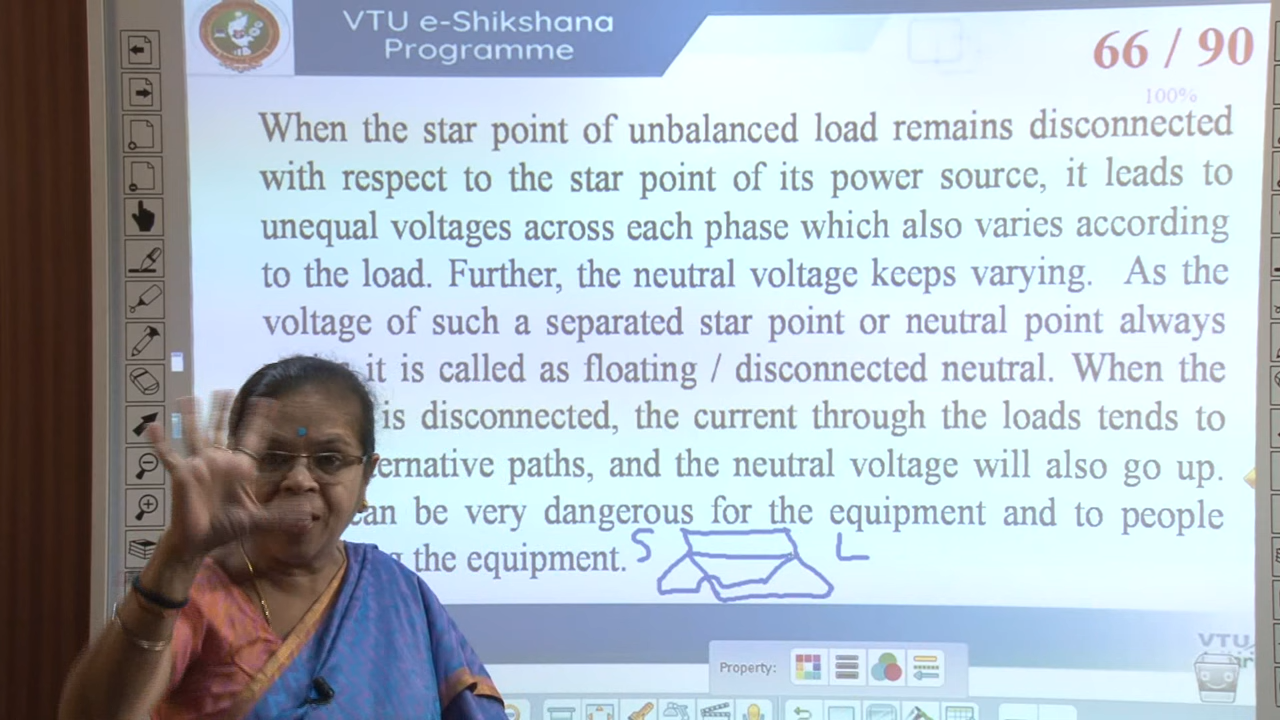 VTU e-Shikshana
Programme
66 / 90
100%
When the star point of unbalanced load remains disconnected
with respect to the star point of its power source, it leads to
unequal voltages across each phase which also varies according
to the load. Further, the neutral voltage keeps varying. As the
voltage of such a separated star point or neutral point always
it is called as floating / disconnected neutral. When the
is disconnected, the current through the loads tends to
ernative paths, and the neutral voltage will also go up.
can be very dangerous for the equipment and to people
the equipment.
S L
VTU
Property: